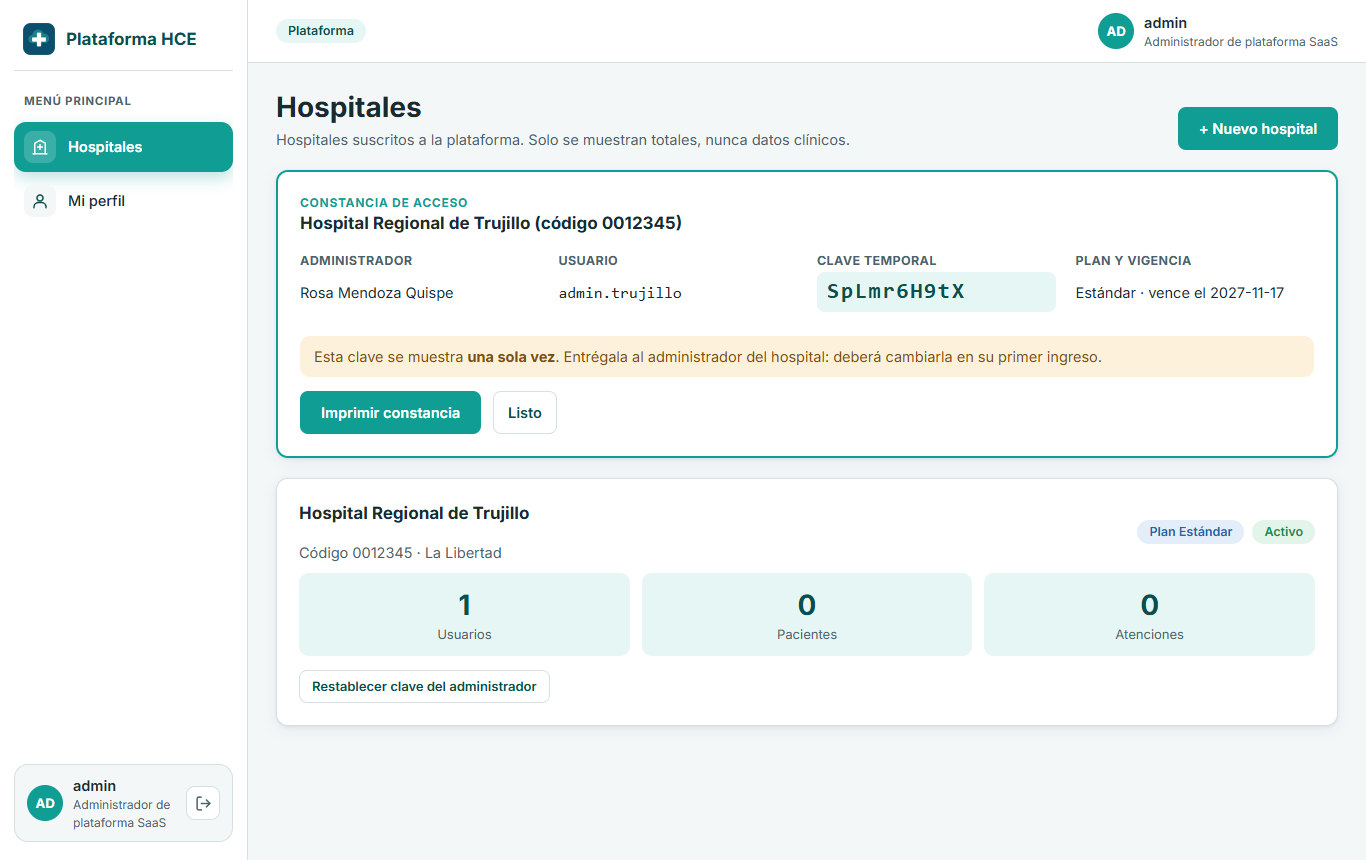 Plataforma HCE
MENÚ PRINCIPAL
Hospitales
Mi perfil
AD
admin
Administrador de
plataforma SaaS
Plataforma
AD
admin
Administrador de plataforma SaaS
Hospitales
Hospitales suscritos a la plataforma. Solo se muestran totales, nunca datos clínicos.
+ Nuevo hospital
CONSTANCIA DE ACCESO
Hospital Regional de Trujillo (código 0012345)
ADMINISTRADOR
Rosa Mendoza Quispe
USUARIO
admin.trujillo
CLAVE TEMPORAL
SpLmr6H9tX
PLAN Y VIGENCIA
Estándar · vence el 2027-11-17
Esta clave se muestra una sola vez. Entrégala al administrador del hospital: deberá cambiarla en su primer ingreso.
Imprimir constancia
Listo
Hospital Regional de Trujillo
Código 0012345 · La Libertad
Plan Estándar
Activo
1
Usuarios
0
Pacientes
0
Atenciones
Restablecer clave del administrador